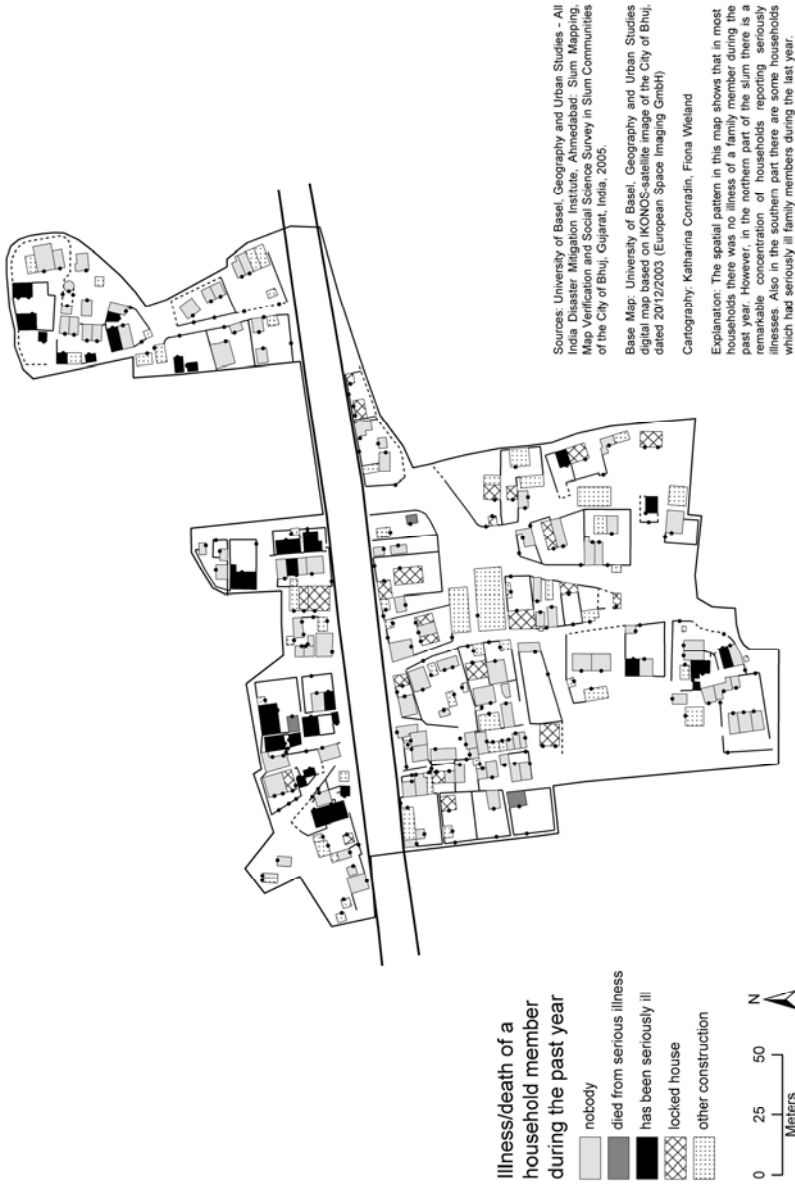 Illness/death of a
household member
during the past year
nobody
died from serious illness
has been seriously ill
locked house
other construction
0 25 50
Meters
N
Sources: University of Basel, Geography and Urban Studies - All
India Disaster Mitigation Institute, Ahmedabad: Slum Mapping,
Map Verification and Social Science Survey in Slum Communities
of the City of Bhuj, Gujarat, India, 2005.
Base Map: University of Basel, Geography and Urban Studies
digital map based on IKONOS-satellite image of the City of Bhuj,
dated 20/12/2003 (European Space Imaging GmbH)
Cartography: Katharina Conradin, Fiona Wieland
Explanation: The spatial pattern in this map shows that in most
households there was no illness of a family member during the
past year. However, in the northern part of the slum there is a
remarkable concentration of households reporting seriously
illnesses. Also in the southern part there are some households
which had seriously ill family members during the last year.